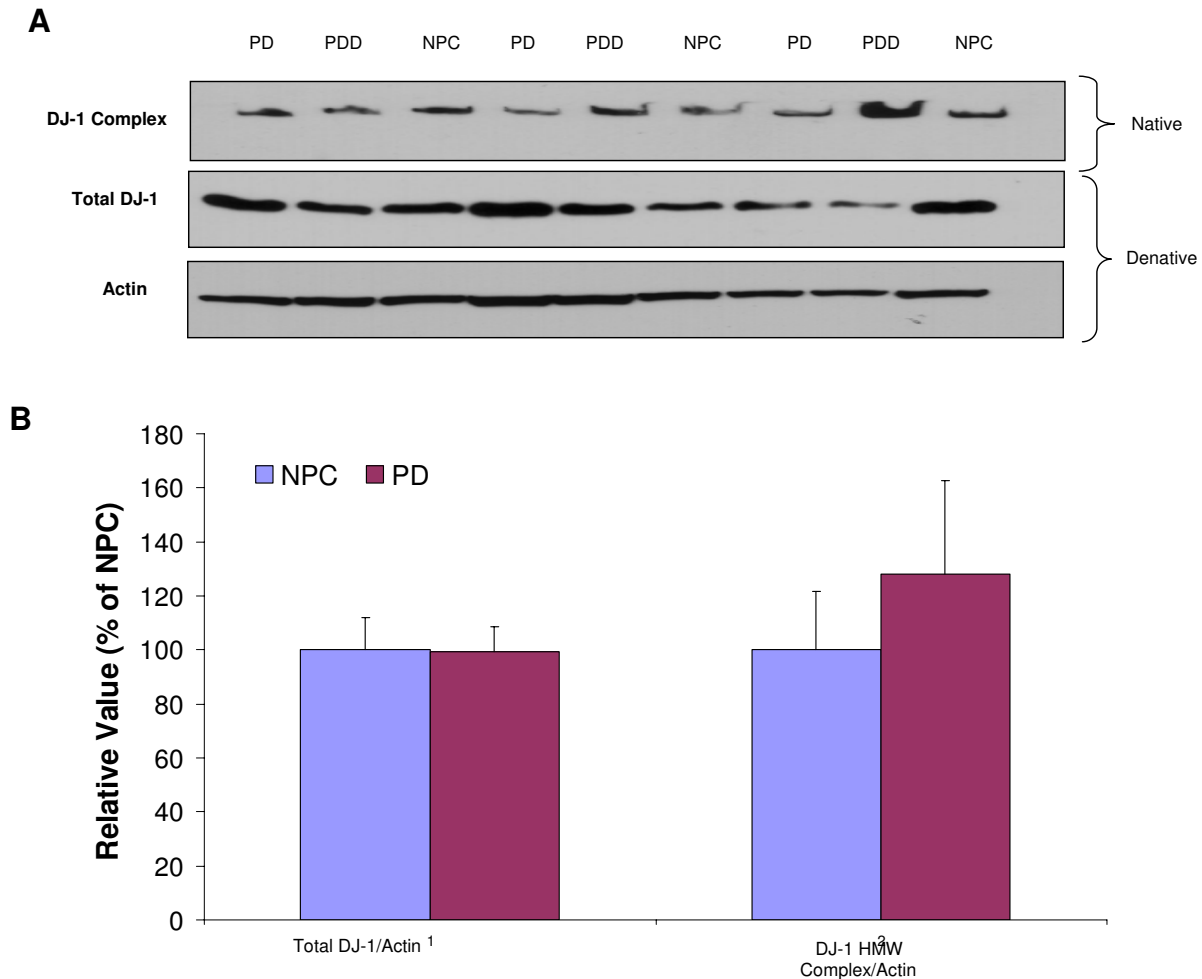 A
PD PDD NPC PD PDD NPC PD PDD NPC
DJ-1 Complex
Native
Total DJ-1
Denative
Actin
B
180
160
140
120
100
80
60
40
20
0
Relative Value (% of NPC)
NPC PD
Total DJ-1/Actin 1
DJ-1 HMW 2
Complex/Actin